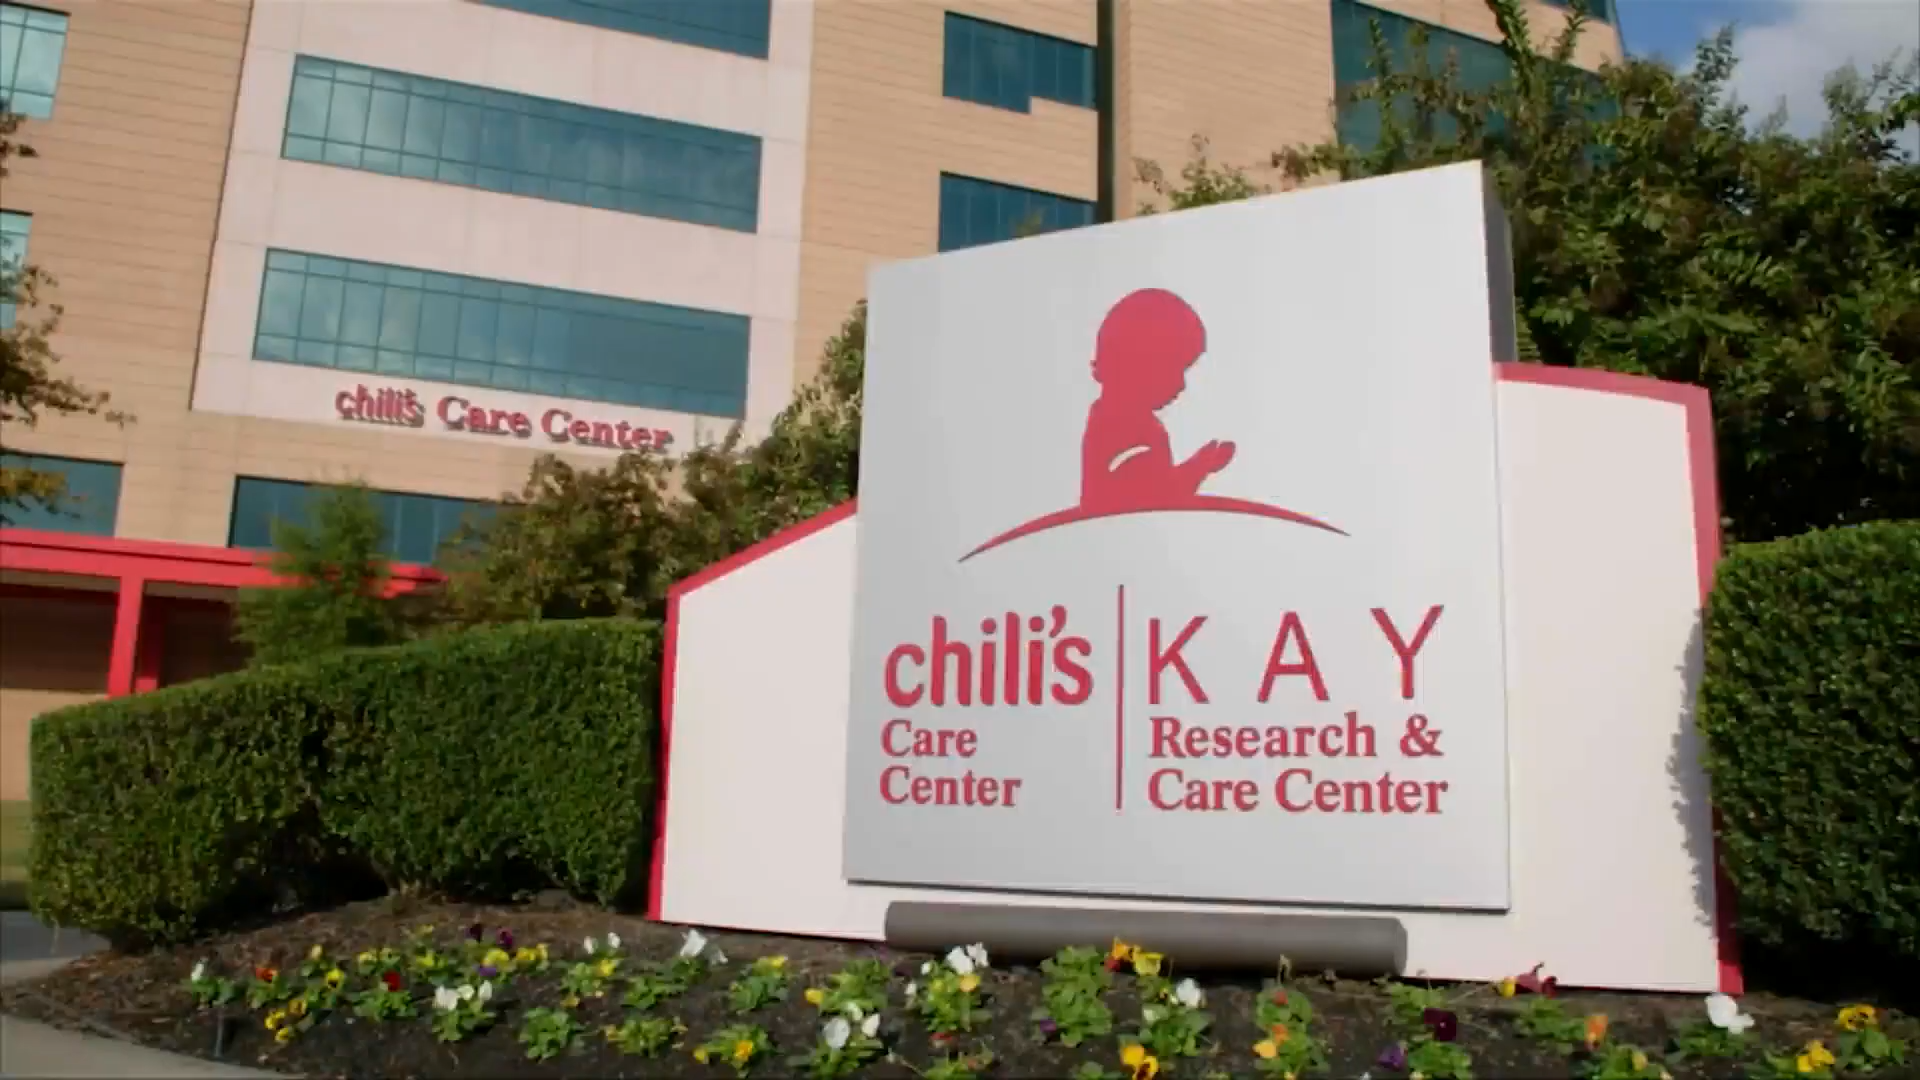 chili's Care Center
chili's
Care
Center
KAY
Research &
Care Center